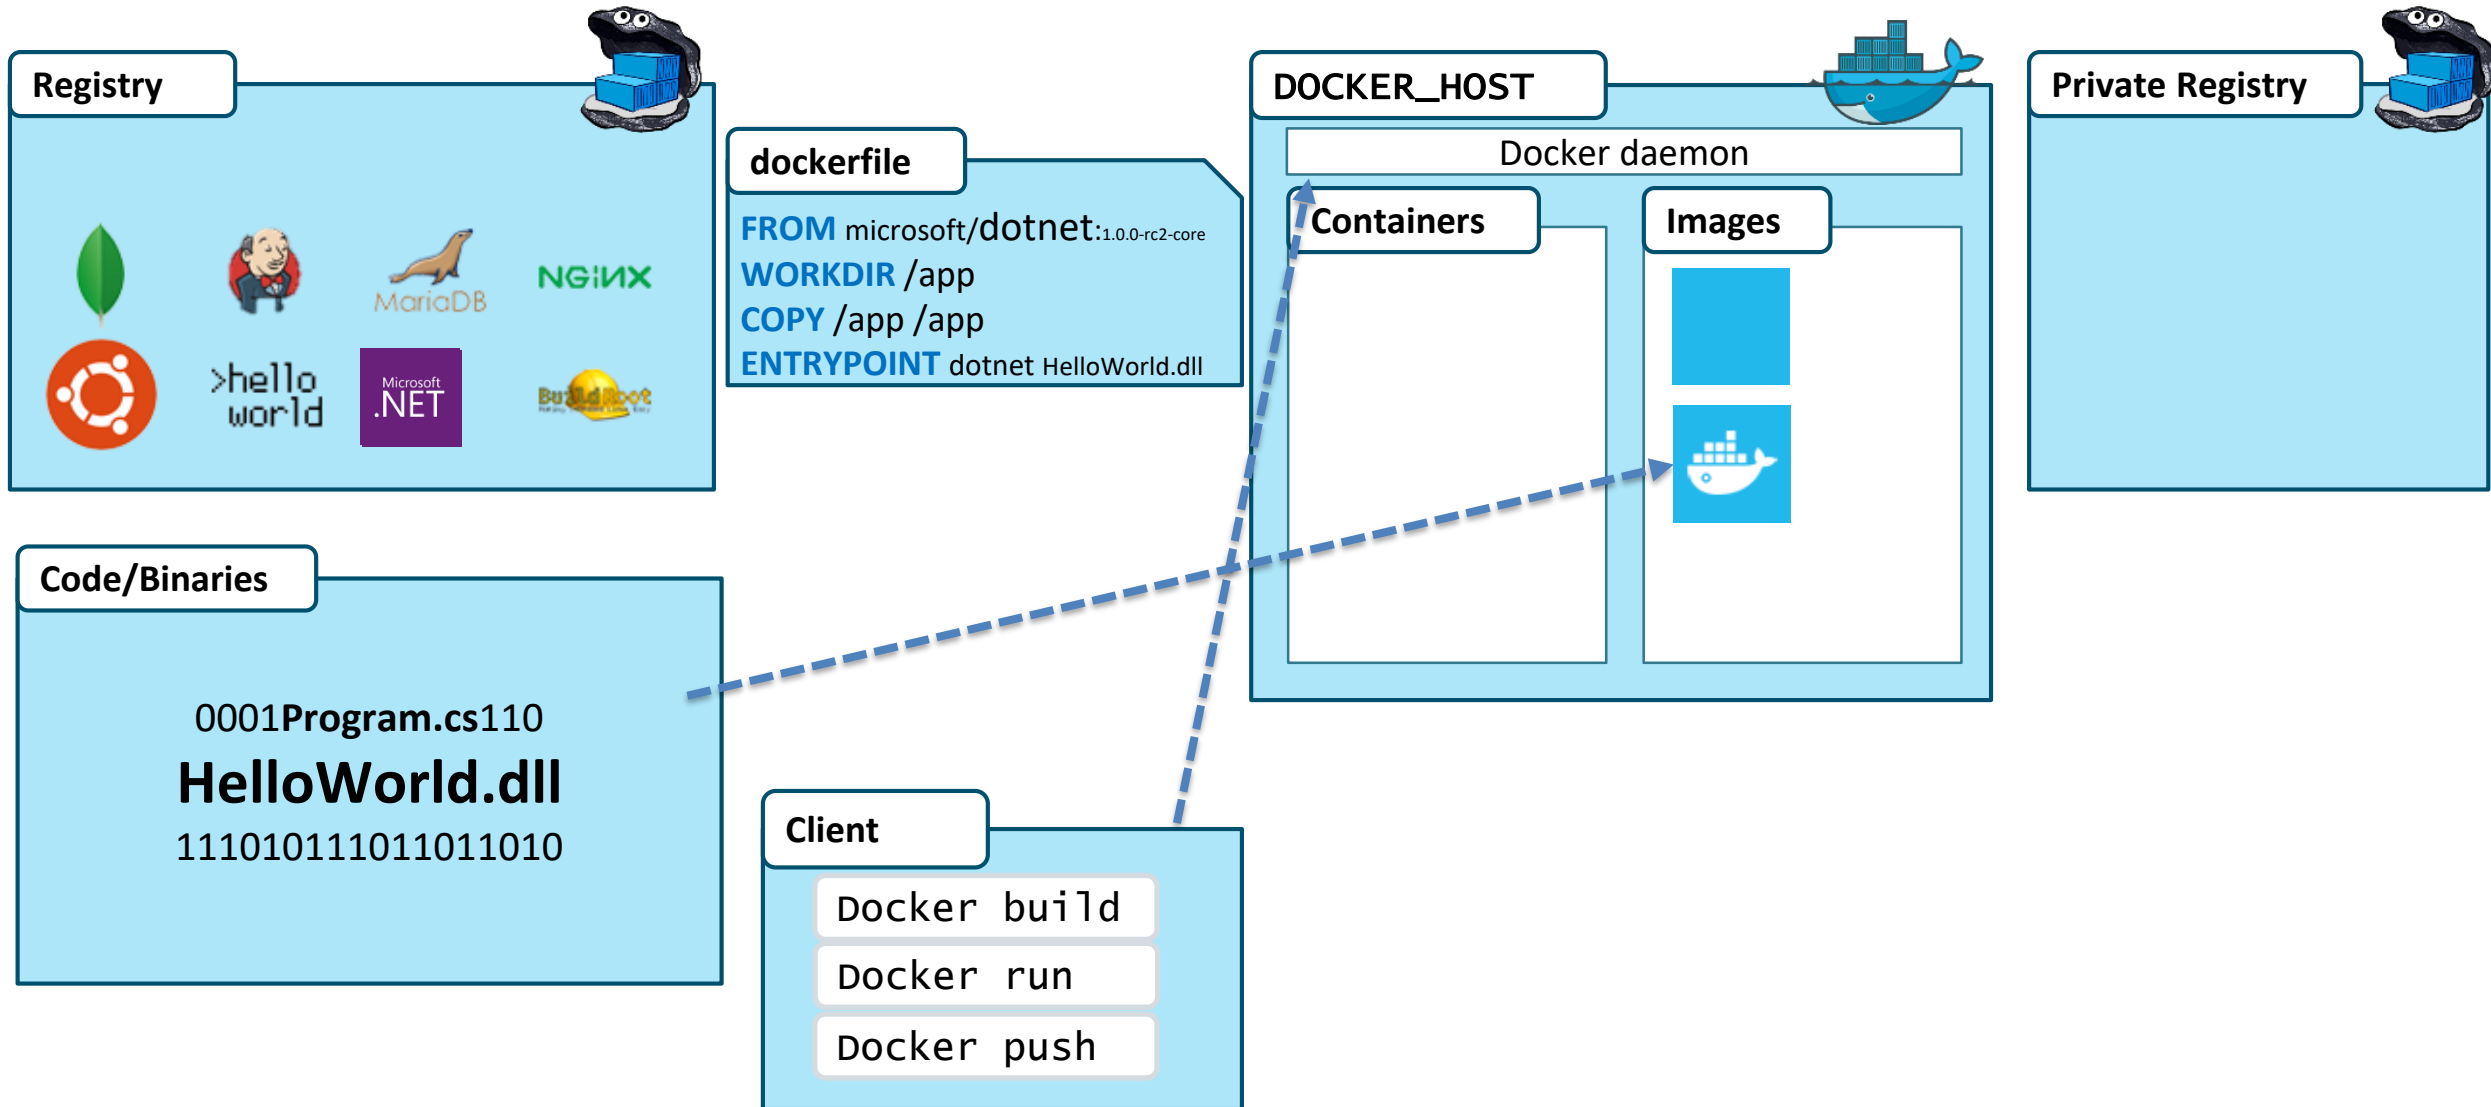 Registry
MariaDB
NGiNX
>hello
world
Microsoft
.NET
BuildRoot
dockerfile
FROM microsoft/dotnet:1.0.0-rc2-core
WORKDIR /app
COPY /app /app
ENTRYPOINT dotnet HelloWorld.dll
DOCKER_HOST
Docker daemon
Containers
Images
Private Registry
Code/Binaries
0001Program.cs110
HelloWorld.dll
111010111011011010
Client
Docker build
Docker run
Docker push